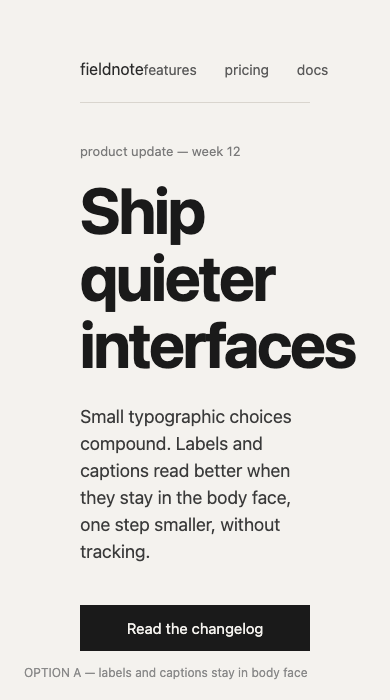 fieldnote features pricing docs
product update — week 12
Ship
quieter
interfaces
Small typographic choices
compound. Labels and
captions read better when
they stay in the body face,
one step smaller, without
tracking.
Read the changelog
OPTION A — labels and captions stay in body face